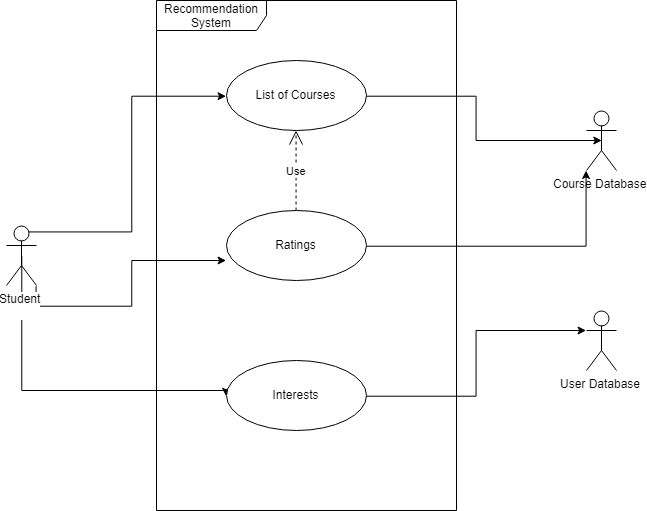 Recommendation
System
List of Courses
Use
Course Database
Ratings
Student
User Database
Interests